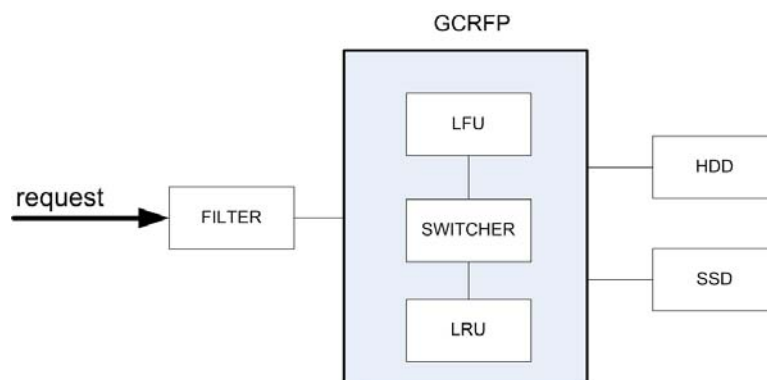 GCRFP
LFU
HDD
request
FILTER
SWITCHER
SSD
LRU